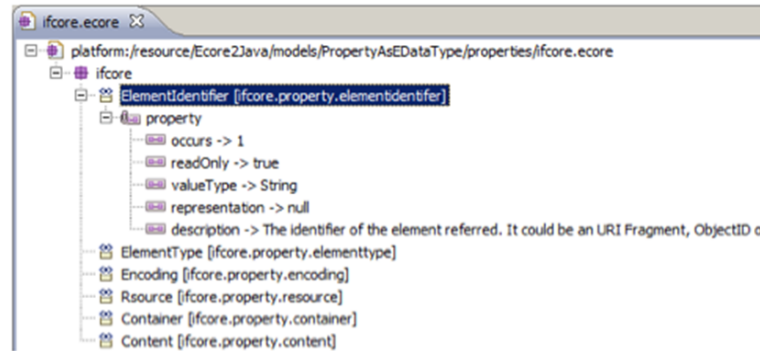 ifcore.ecore
platform:/resource/Ecore2Java/models/PropertyAsEDataType/properties/ifcore.ecore
ifcore
ElementIdentifier [ifcore.property.elementidentifer]
property
occurs -> 1
readOnly -> true
valueType -> String
representation -> null
description -> The identifier of the element referred. It could be an URI Fragment, ObjectID
ElementType [ifcore.property.elementtype]
Encoding [ifcore.property.encoding]
Rsource [ifcore.property.resource]
Container [ifcore.property.container]
Content [ifcore.property.content]